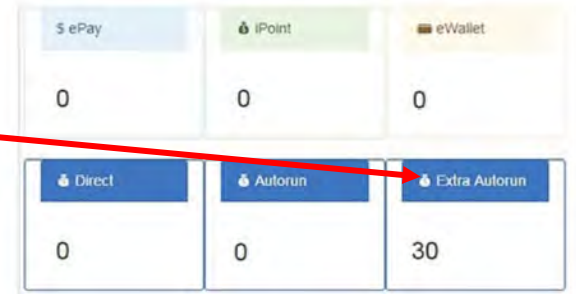 $ ePay iPoint eWallet
0 0 0
Direct Autorun Extra Autorun
0 0 30